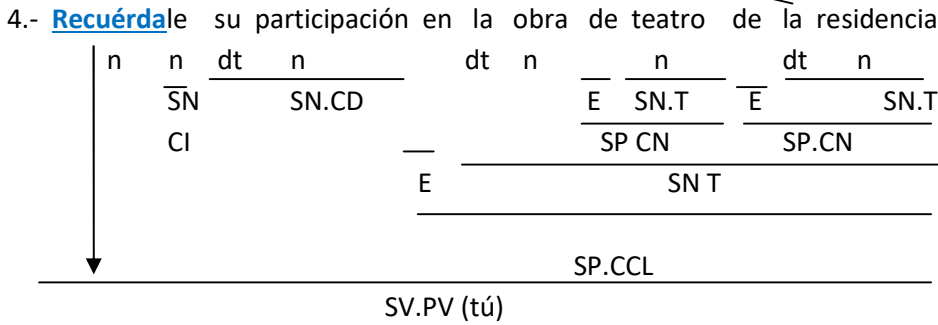 4.- Recuérdale su participación en la obra de teatro de la residencia
n n dt n dt n n dt n
SN SN.CD E SN.T E SN.T
CI SP CN SP.CN
E SN T
SP.CCL
SV.PV (tú)